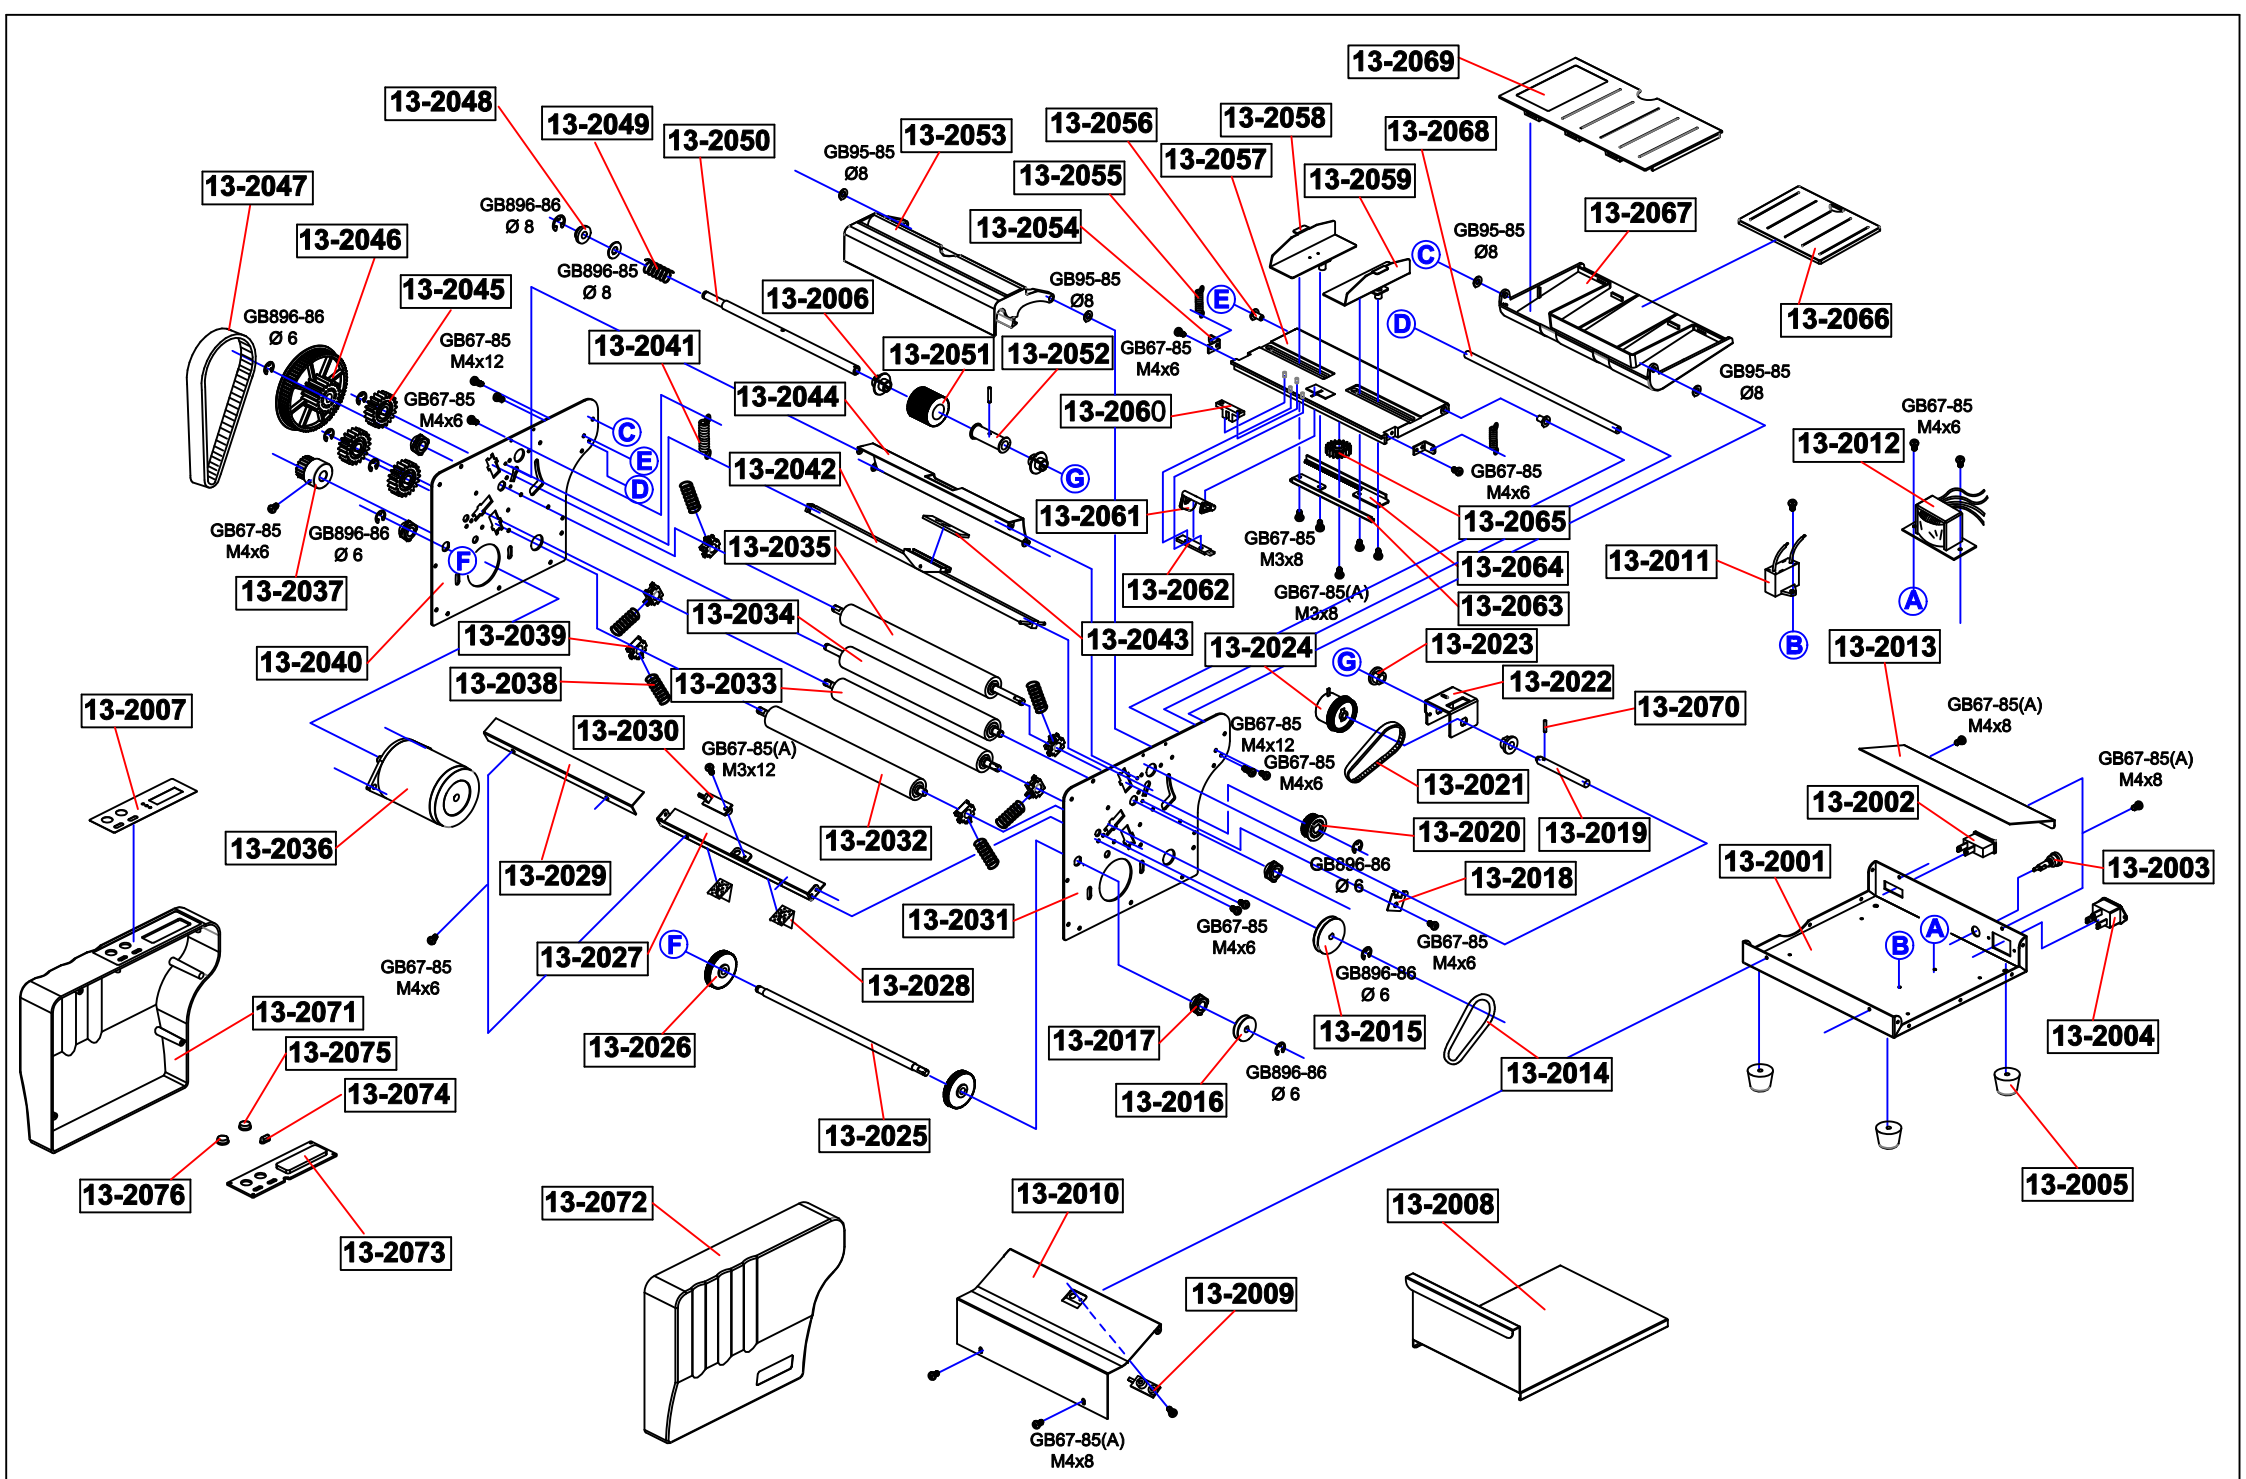 13-2069
13-2048
13-2049
13-2050
13-2053
13-2056
13-2058
13-2068
13-2057
GB95-85
Ø8
13-2055
13-2059
13-2047
GB896-86
Ø 8
13-2054
13-2067
GB95-85
Ø8
C
13-2046
GB896-85
Ø 8
GB95-85
Ø8
13-2045
13-2006
E
13-2066
GB896-86
Ø 6
GB67-85
M4x12
13-2041
13-2051
13-2052
GB67-85
M4x6
D
GB95-85
Ø8
13-2044
GB67-85
M4x6
13-2060
GB67-85
M4x6
C
13-2012
E
13-2042
G
GB67-85
M4x6
D
13-2061
13-2065
GB67-85
M4x6
GB896-86
Ø 6
13-2035
GB67-85
M3x8
F
13-2064
13-2011
13-2037
13-2062
GB67-85(A)
M3x8
13-2063
A
13-2034
13-2039
13-2043
13-2024
13-2023
B
13-2013
13-2040
G
13-2038
13-2033
13-2022
13-2007
13-2070
13-2030
GB67-85
M4x12
GB67-85(A)
M4x8
GB67-85(A)
M3x12
GB67-85
M4x6
GB67-85(A)
M4x8
13-2021
13-2002
13-2036
13-2032
13-2020
13-2019
13-2001
13-2029
GB896-86
Ø 6
13-2018
13-2003
13-2031
GB67-85
M4x6
GB67-85
M4x6
A
B
F
13-2027
GB67-85
M4x6
13-2028
GB896-86
Ø 6
13-2071
13-2026
13-2017
13-2015
13-2004
13-2075
13-2014
13-2074
GB896-86
Ø 6
13-2016
13-2025
13-2076
13-2005
13-2072
13-2010
13-2008
13-2073
13-2009
GB67-85(A)
M4x8